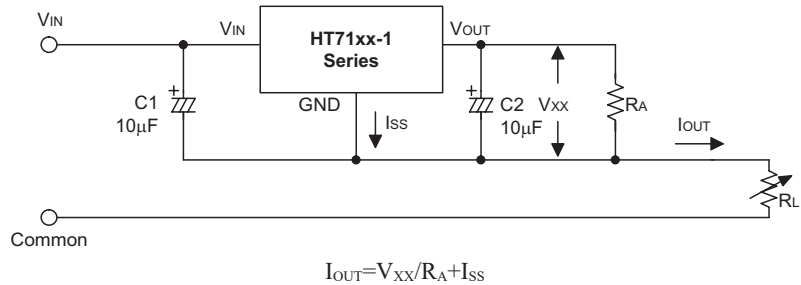 VIN
VIN
HT71xx-1
Series
VOUT
GND
ISS
C1
10μF
+
+
C2
10μF
VXX
RA
IOUT
RL
Common
IOUT=VXX/RA+ISS